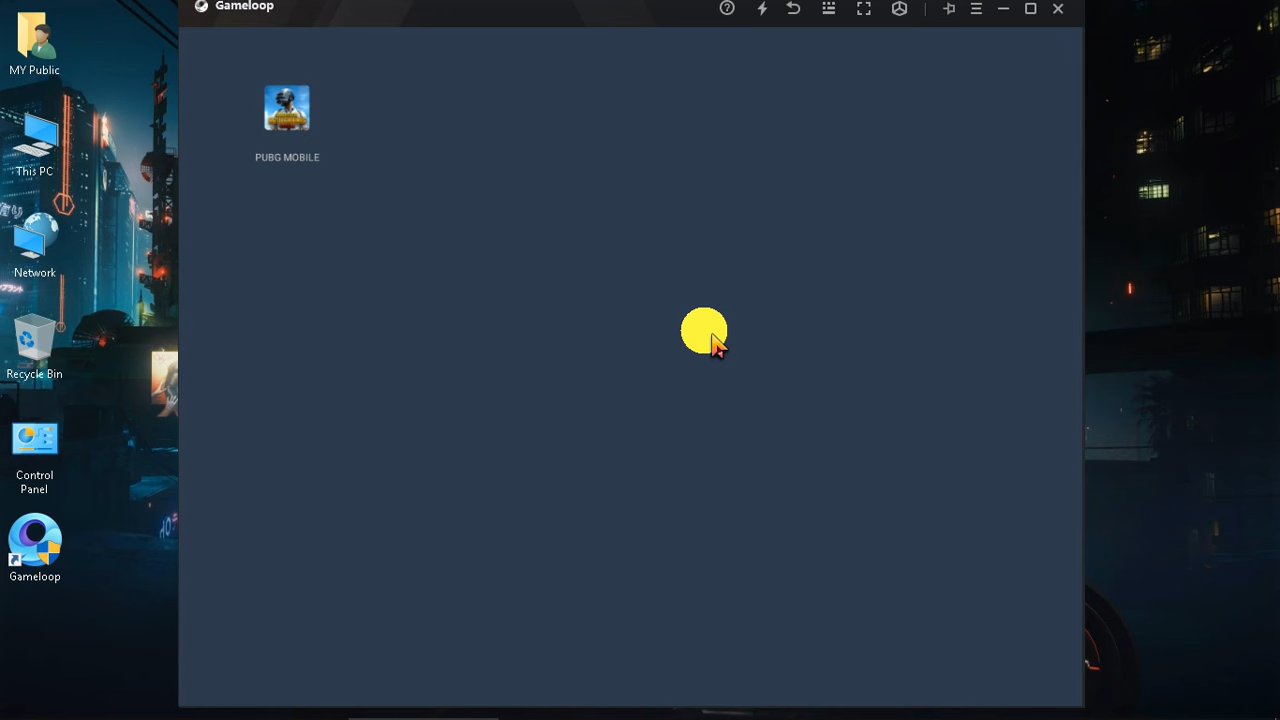 Gameloop
MY Public
PUBG MOBILE
This PC
Network
Recycle Bin
Control
Panel
Gameloop